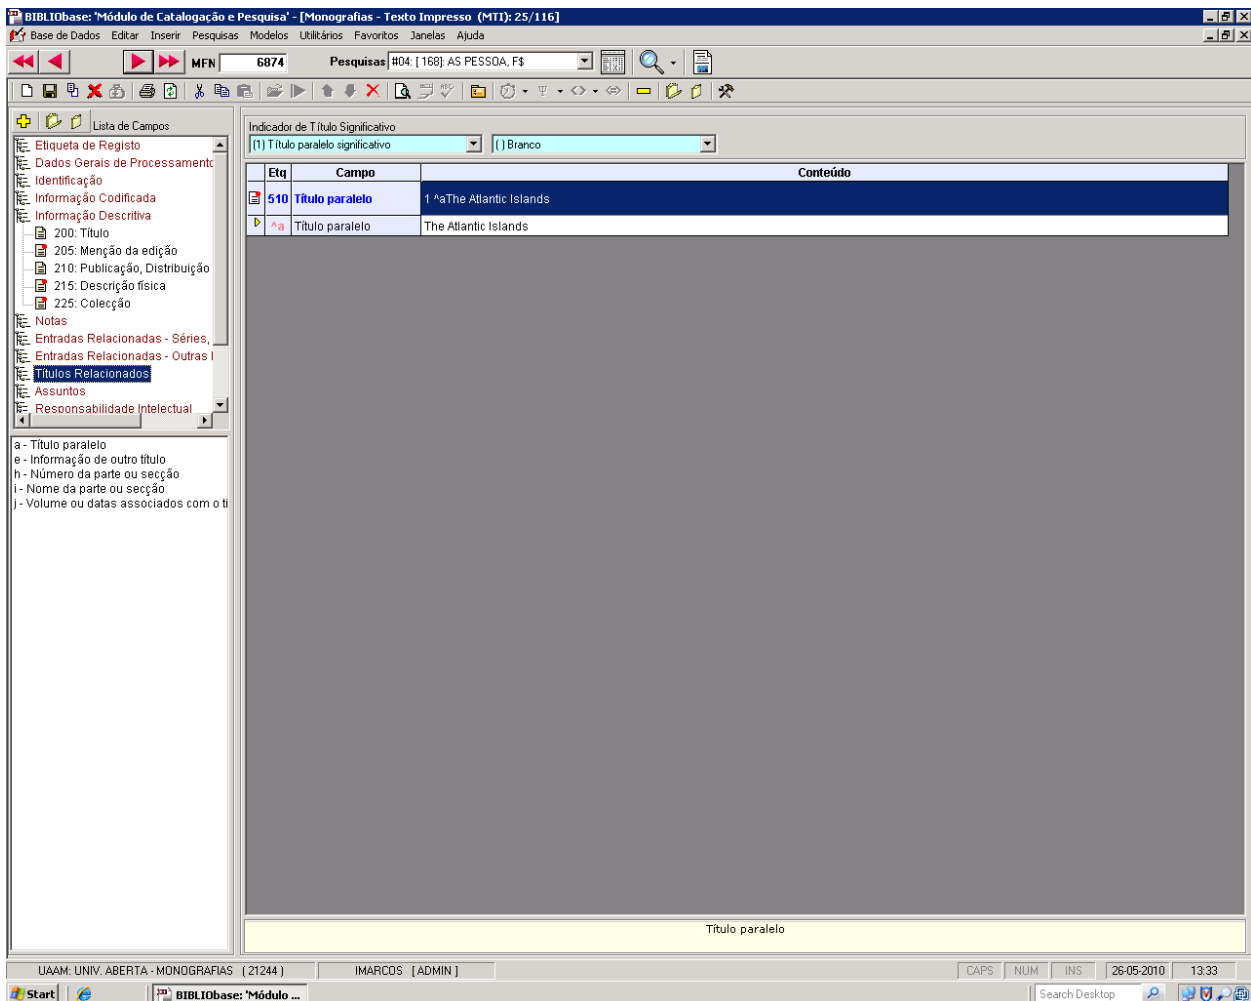 BIBLIObase: 'Módulo de Catalogação e Pesquisa' - [Monografias - Texto Impresso (MTI): 25/116]
Base de Dados Editar Inserir Pesquisas Modelos Utilitários Favoritos Janelas Ajuda
MFN 6874 Pesquisas #04: [ 168]: AS PESSOA, F$
Lista de Campos
Etiqueta de Registo
Dados Gerais de Processamento
Identificação
Informação Codificada
Informação Descritiva
200: Título
205: Menção da edição
210: Publicação, Distribuição
215: Descrição física
225: Colecção
Notas
Entradas Relacionadas - Séries,
Entradas Relacionadas - Outras
Títulos Relacionados
Assuntos
Responsabilidade Intelectual
a - Título paralelo
e - Informação de outro título
h - Número da parte ou secção
i - Nome da parte ou secção
j - Volume ou datas associados com o ti
Indicador de Título Significativo
(1) Título paralelo significativo ( ) Branco
Etq Campo Conteúdo
510 Título paralelo 1 ^aThe Atlantic Islands
^a Título paralelo The Atlantic Islands
Título paralelo
UAAM: UNIV. ABERTA - MONOGRAFIAS ( 21244 ) IMARCOS [ ADMIN ] CAPS NUM INS 26-05-2010 13:33
Start BIBLIObase: 'Módulo ... Search Desktop